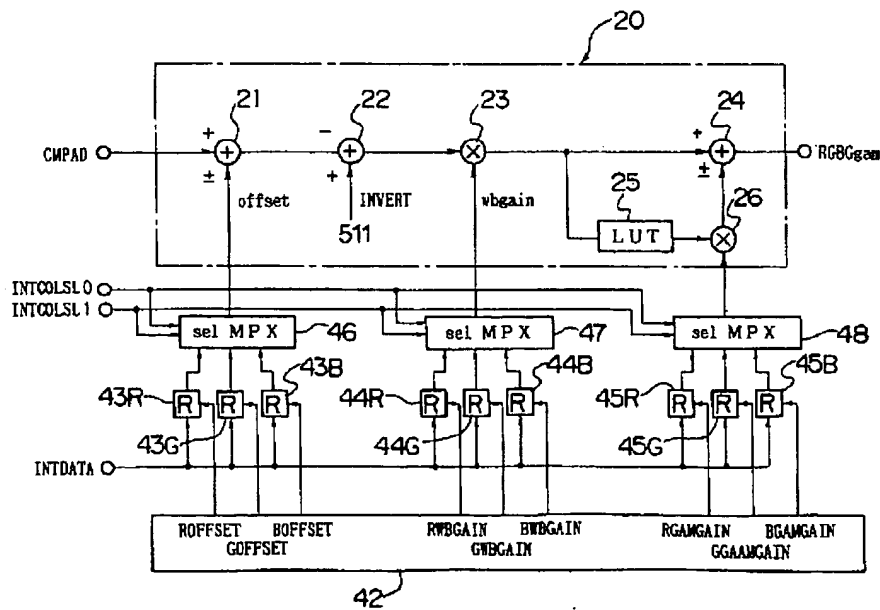 20
21
22
23
24
CMPAD
+
+
±
-
+
+
×
+
+
±
RGBGgam
offset
INVERT
511
wbgain
25
LUT
×
26
INTCOLSL0
INTCOLSL1
sel MPX
46
sel MPX
47
sel MPX
48
43R
R
R
R
43B
43G
44R
R
R
R
44B
44G
45R
R
R
R
45B
45G
INTDATA
ROFFSET
BOFFSET
GOFFSET
RWBGAIN
BWBGAIN
GWBGAIN
RGAMGAIN
BGAMGAIN
GGAAMGAIN
42